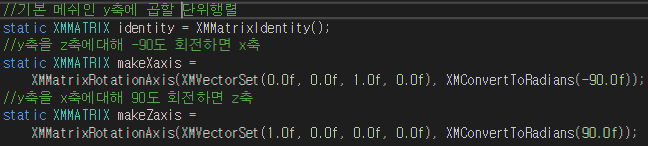 //기본 메쉬인 y축에 곱할 단위행렬
static XMMATRIX identity = XMMatrixIdentity();
//y축을 z축에대해 -90도 회전하면 x축
static XMMATRIX makeXaxis =
XMMatrixRotationAxis(XMVectorSet(0.0f, 0.0f, 1.0f, 0.0f), XMConvertToRadians(-90.0f));
//y축을 x축에대해 90도 회전하면 z축
static XMMATRIX makeZaxis =
XMMatrixRotationAxis(XMVectorSet(1.0f, 0.0f, 0.0f, 0.0f), XMConvertToRadians(90.0f));